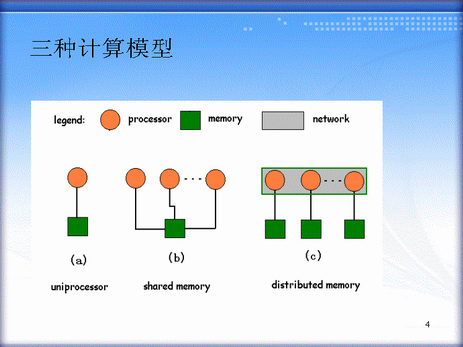 三种计算模型
legend: processor memory network
(a) (b) (c)
uniprocessor shared memory distributed memory
4